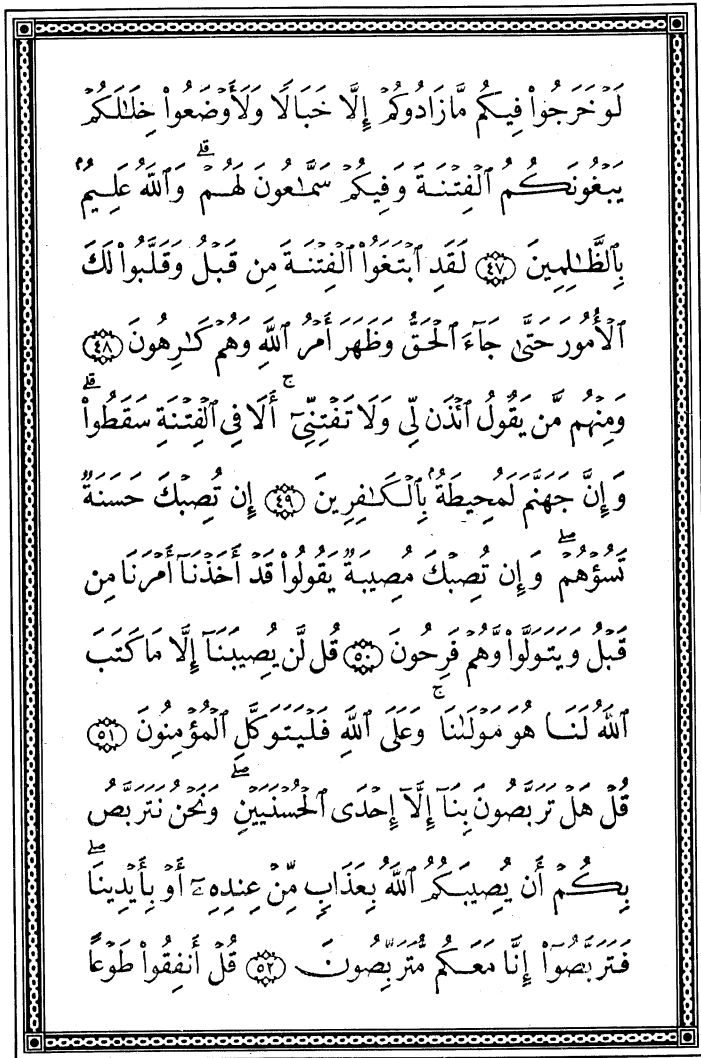 لَوْ خَرَجُوا۟ فِيكُم مَّا زَادُوكُمْ إِلَّا خَبَالًا وَلَأَوْضَعُوا۟ خِلَـٰلَكُمْ
يَبْغُونَكُمُ ٱلْفِتْنَةَ وَفِيكُمْ سَمَّـٰعُونَ لَهُمْ ۗ وَٱللَّهُ عَلِيمٌۢ
بِٱلظَّـٰلِمِينَ ٤٧ لَقَدِ ٱبْتَغَوُا۟ ٱلْفِتْنَةَ مِن قَبْلُ وَقَلَّبُوا۟ لَكَ
ٱلْأُمُورَ حَتَّىٰ جَآءَ ٱلْحَقُّ وَظَهَرَ أَمْرُ ٱللَّهِ وَهُمْ كَـٰرِهُونَ ٤٨
وَمِنْهُم مَّن يَقُولُ ٱئْذَن لِّى وَلَا تَفْتِنِّىٓ ۚ أَلَا فِى ٱلْفِتْنَةِ سَقَطُوا۟ ۗ
وَإِنَّ جَهَنَّمَ لَمُحِيطَةٌۢ بِٱلْكَـٰفِرِينَ ٤٩ إِن تُصِبْكَ حَسَنَةٌ
تَسُؤْهُمْ ۖ وَإِن تُصِبْكَ مُصِيبَةٌ يَقُولُوا۟ قَدْ أَخَذْنَآ أَمْرَنَا مِن
قَبْلُ وَيَتَوَلَّوا۟ وَّهُمْ فَرِحُونَ ٥٠ قُل لَّن يُصِيبَنَآ إِلَّا مَا كَتَبَ
ٱللَّهُ لَنَا هُوَ مَوْلَىٰنَا ۚ وَعَلَى ٱللَّهِ فَلْيَتَوَكَّلِ ٱلْمُؤْمِنُونَ ٥١
قُلْ هَلْ تَرَبَّصُونَ بِنَآ إِلَّآ إِحْدَى ٱلْحُسْنَيَيْنِ ۖ وَنَحْنُ نَتَرَبَّصُ
بِكُمْ أَن يُصِيبَكُمُ ٱللَّهُ بِعَذَابٍ مِّنْ عِندِهِۦٓ أَوْ بِأَيْدِينَا ۖ
فَتَرَبَّصُوٓا۟ إِنَّا مَعَكُم مُّتَرَبِّصُونَ ٥٢ قُلْ أَنفِقُوا۟ طَوْعًا